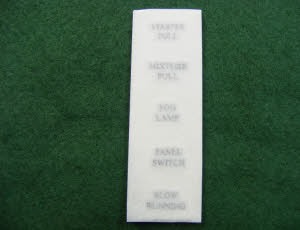 STARTER
PULL
MIXTURE
PULL
FOG
LAMP
PANEL
SWITCH
SLOW
RUNNING